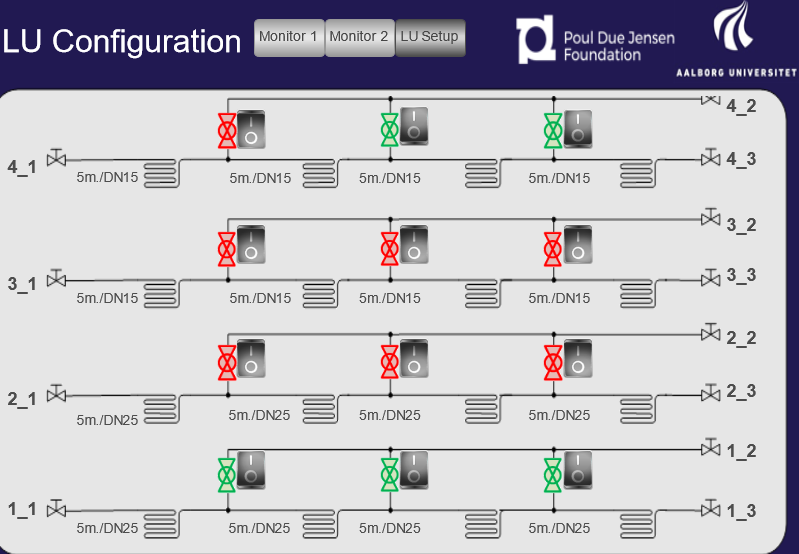 LU Configuration
Monitor 1
Monitor 2
LU Setup
Poul Due Jensen
Foundation
AALBORG UNIVERSITET
4_2
4_1
4_3
5m./DN15
5m./DN15
5m./DN15
5m./DN15
3_2
3_1
3_3
5m./DN15
5m./DN15
5m./DN15
5m./DN15
2_2
2_1
2_3
5m./DN25
5m./DN25
5m./DN25
5m./DN25
1_2
1_1
1_3
5m./DN25
5m./DN25
5m./DN25
5m./DN25